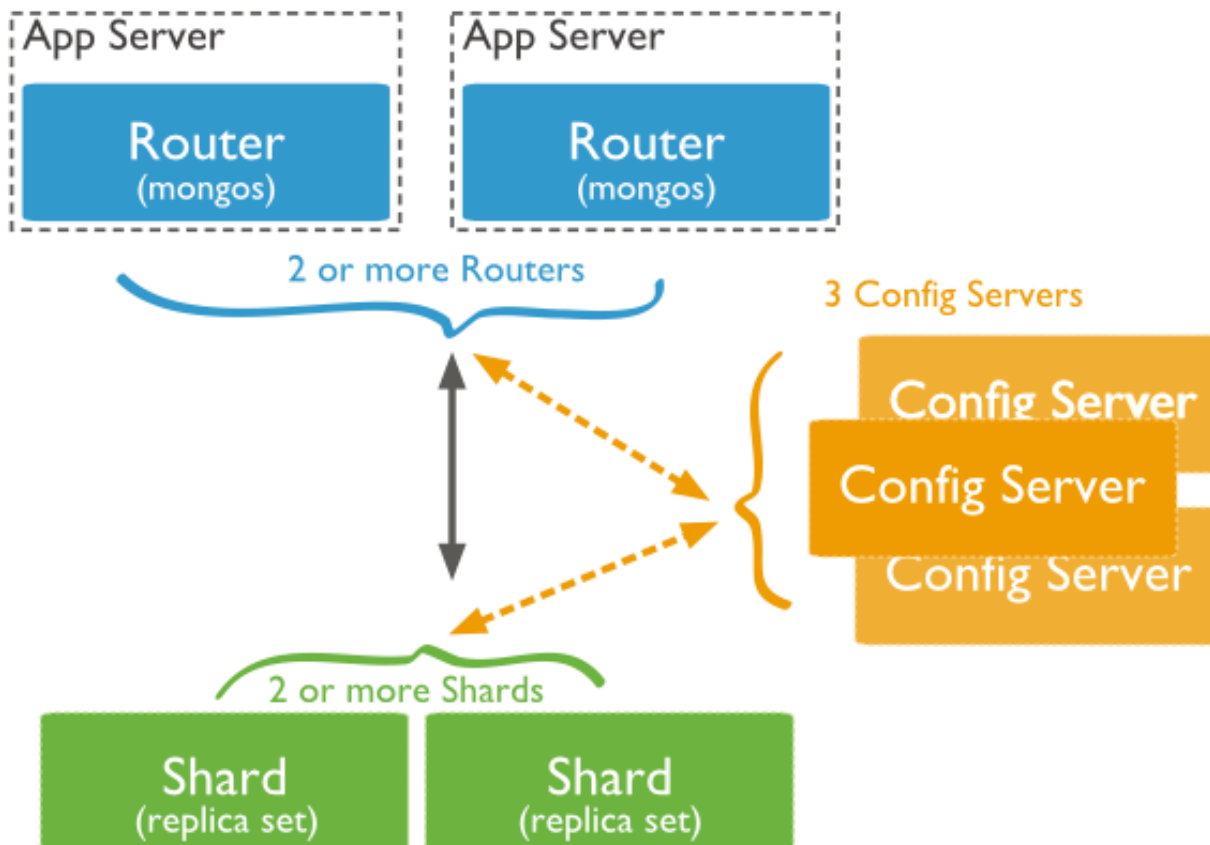 App Server
App Server
Router
(mongos)
Router
(mongos)
2 or more Routers
3 Config Servers
Config Server
Config Server
Config Server
2 or more Shards
Shard
(replica set)
Shard
(replica set)